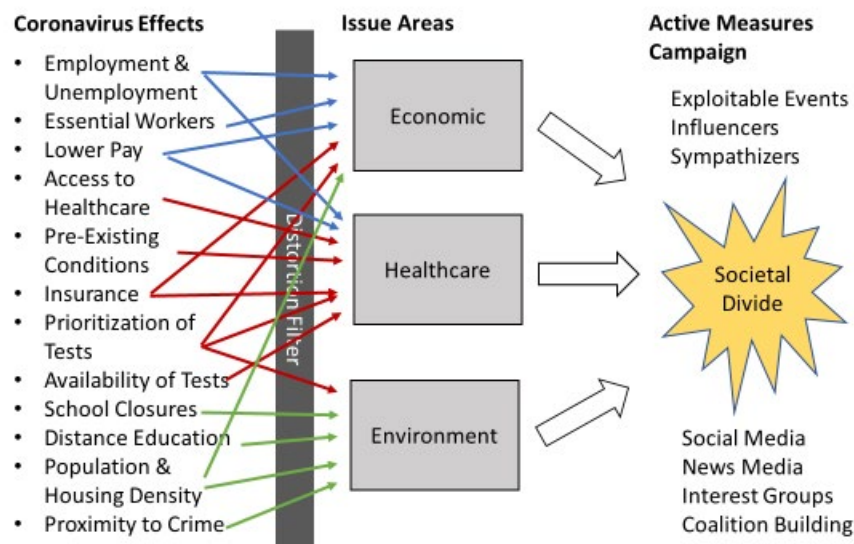 Coronavirus Effects
• Employment &
Unemployment
• Essential Workers
• Lower Pay
• Access to
Healthcare
• Pre-Existing
Conditions
• Insurance
• Prioritization of
Tests
• Availability of Tests
• School Closures
• Distance Education
• Population &
Housing Density
• Proximity to Crime
Distortion Filter
Issue Areas
Economic
Healthcare
Environment
Active Measures
Campaign
Exploitable Events
Influencers
Sympathizers
Societal
Divide
Social Media
News Media
Interest Groups
Coalition Building